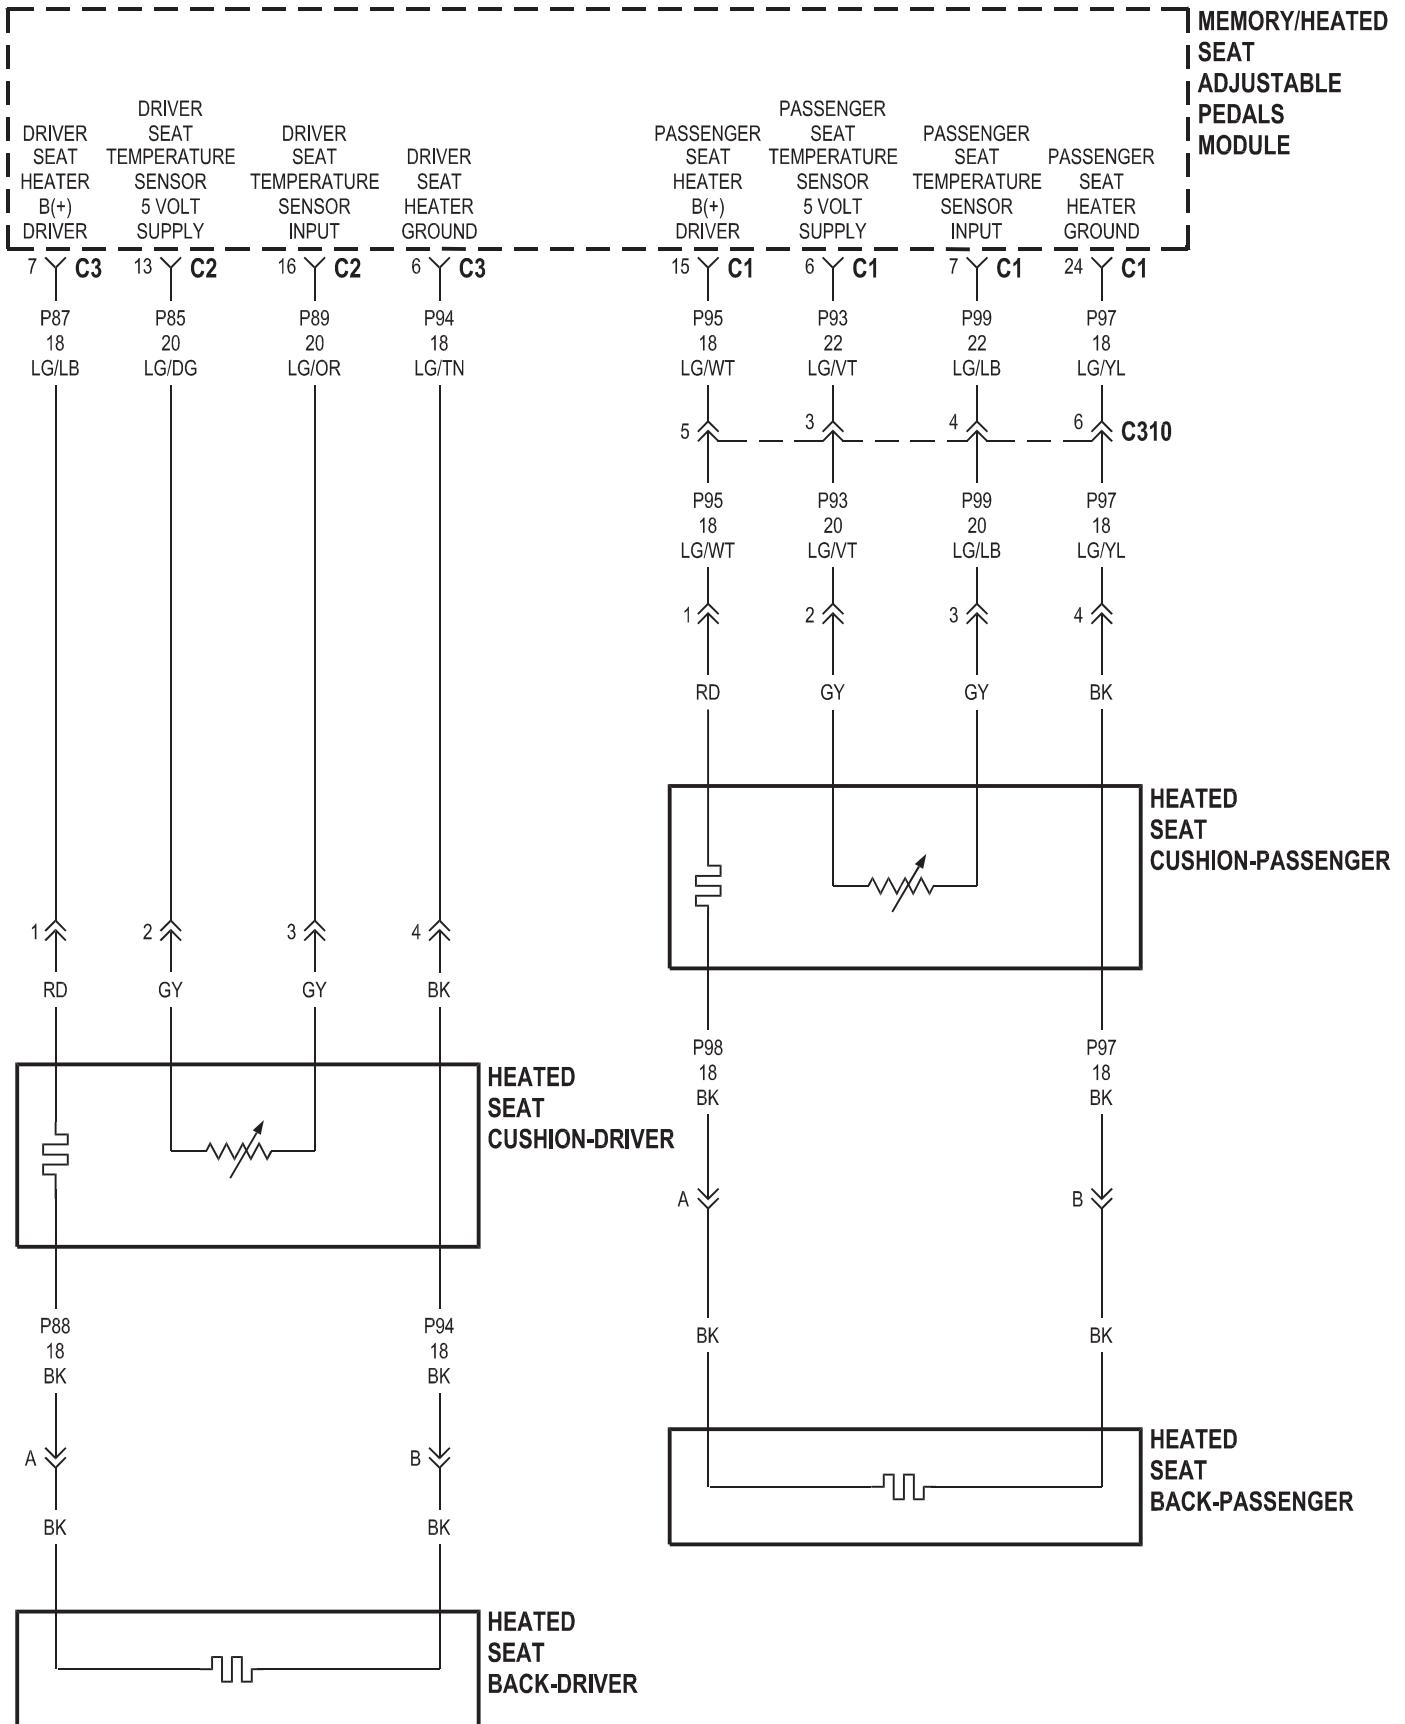 MEMORY/HEATED
SEAT
ADJUSTABLE
PEDALS
MODULE
DRIVER
SEAT
HEATER
B(+)
DRIVER
DRIVER
SEAT
TEMPERATURE
SENSOR
5 VOLT
SUPPLY
DRIVER
SEAT
TEMPERATURE
SENSOR
INPUT
DRIVER
SEAT
HEATER
GROUND
PASSENGER
SEAT
HEATER
B(+)
DRIVER
PASSENGER
SEAT
TEMPERATURE
SENSOR
5 VOLT
SUPPLY
PASSENGER
SEAT
TEMPERATURE
SENSOR
INPUT
PASSENGER
SEAT
HEATER
GROUND
7 C3 13 C2 16 C2 6 C3 15 C1 6 C1 7 C1 24 C1
P87 P85 P89 P94 P95 P93 P99 P97
18 20 20 18 18 22 22 18
LG/LB LG/DG LG/OR LG/TN LG/WT LG/VT LG/LB LG/YL
5 3 4 6 C310
P95 P93 P99 P97
18 20 20 18
LG/WT LG/VT LG/LB LG/YL
1 2 3 4
RD GY GY BK
HEATED
SEAT
CUSHION-PASSENGER
1 2 3 4
RD GY GY BK
P98 P97
18 18
BK BK
HEATED
SEAT
CUSHION-DRIVER
A B
P88 P94
18 18
BK BK
BK BK
A B
HEATED
SEAT
BACK-PASSENGER
BK BK
HEATED
SEAT
BACK-DRIVER